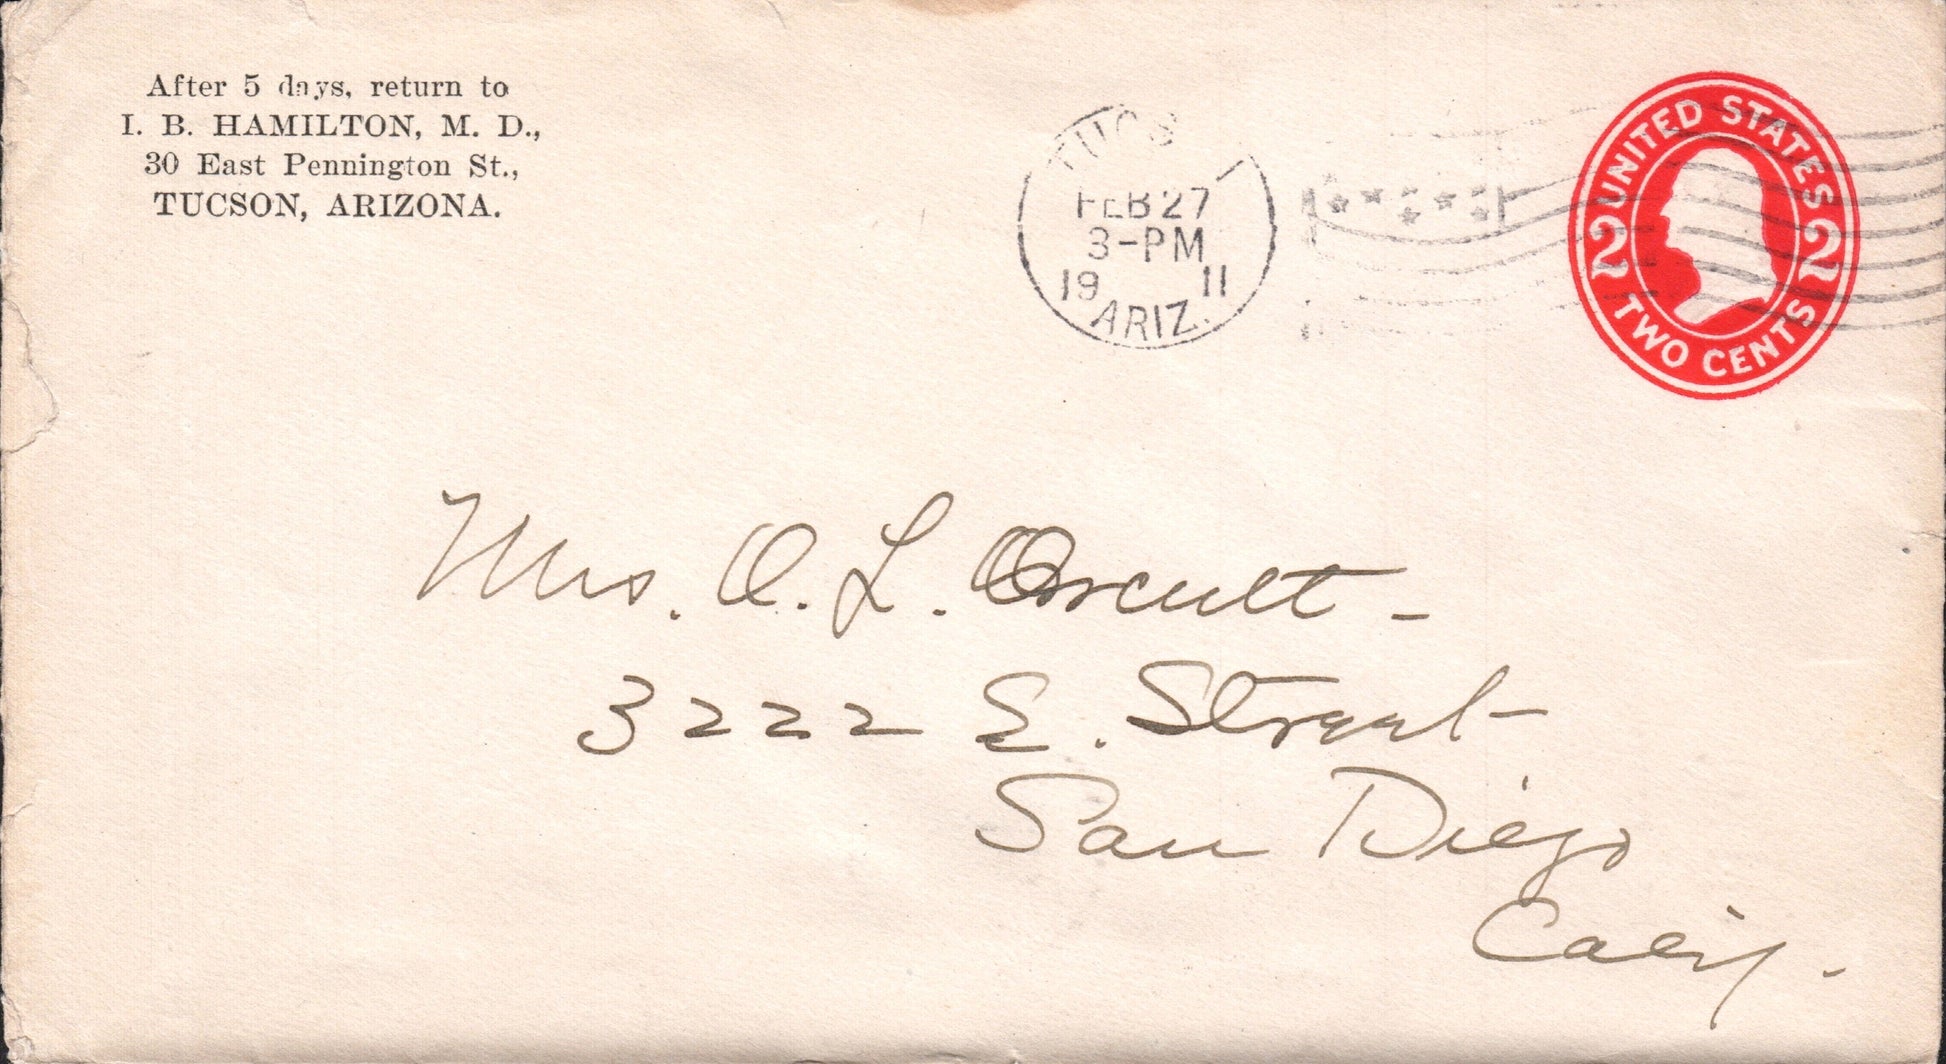 After 5 days, return to
I. B. HAMILTON, M. D.,
30 East Pennington St.,
TUCSON, ARIZONA.
TUCS
FEB 27
3-PM
19 11
ARIZ.
UNITED STATES
2 2
TWO CENTS
Mrs. O. L. Orcutt -
3222 E. Street
San Diego
Calif.